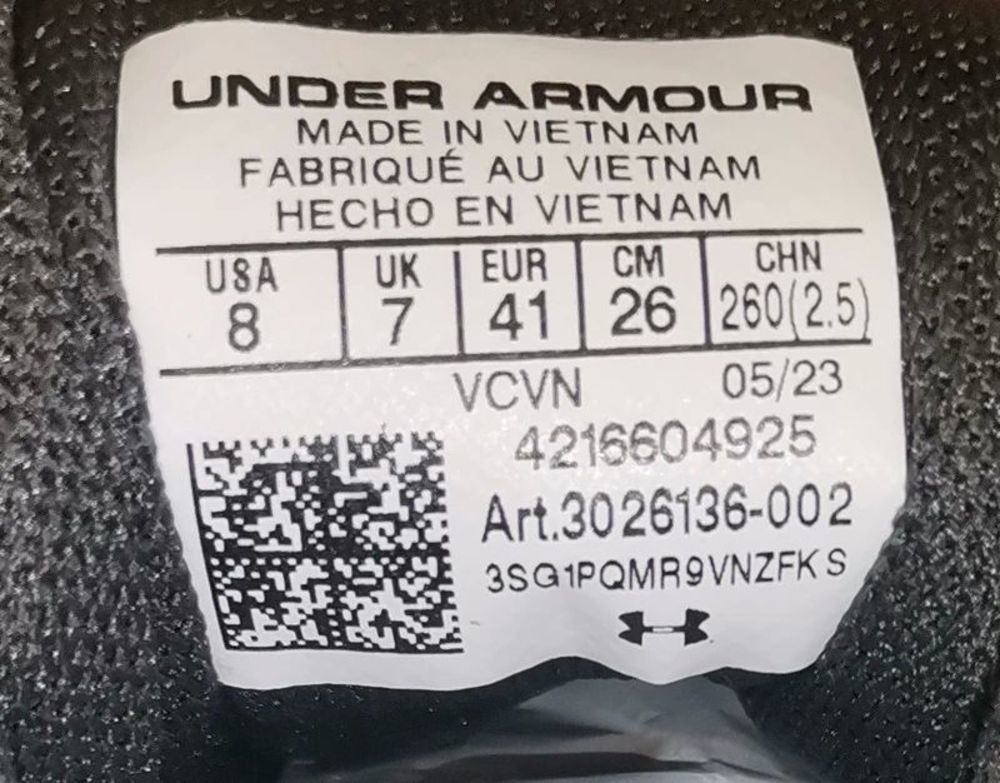 UNDER ARMOUR
MADE IN VIETNAM
FABRIQUÉ AU VIETNAM
HECHO EN VIETNAM
USA UK EUR CM CHN
8 7 41 26 260(2.5)
VCVN 05/23
4216604925
Art.3026136-002
3SG1PQMR9VNZFKS